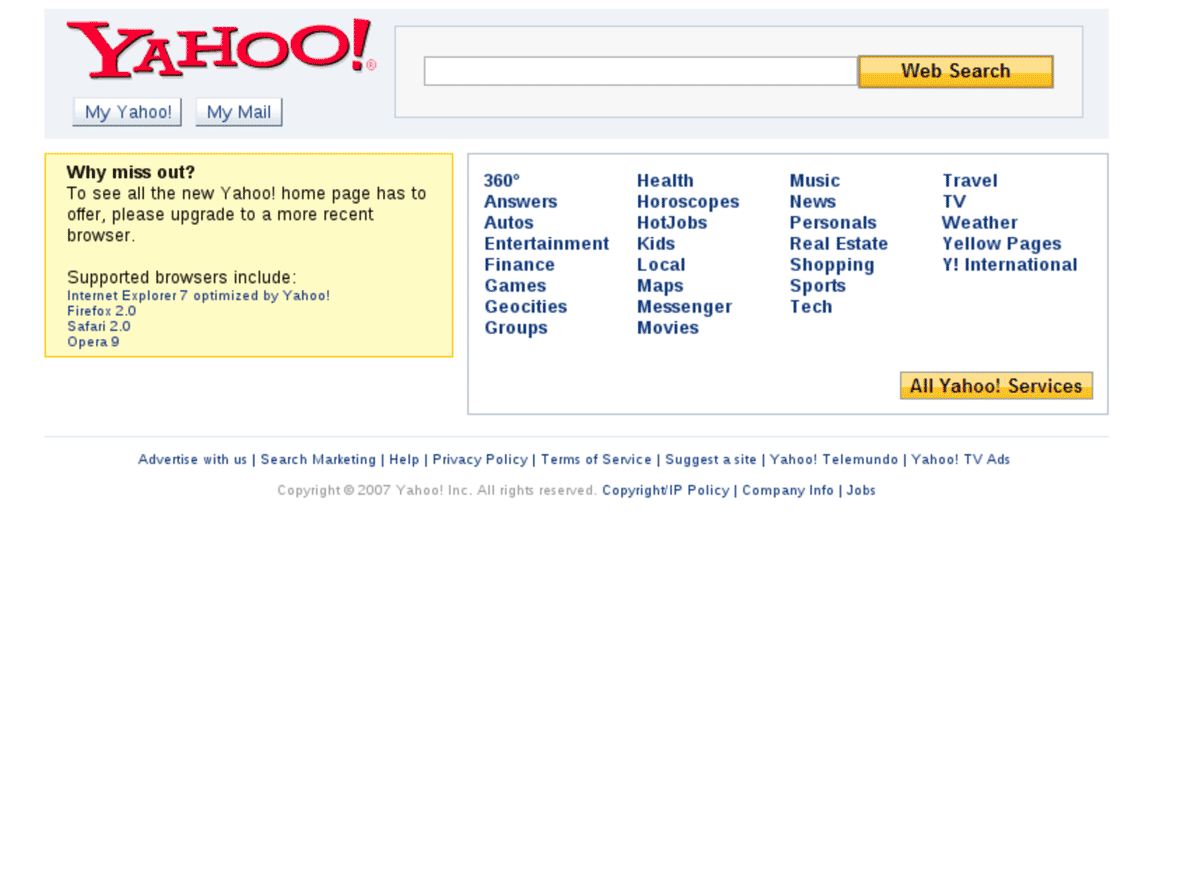 YAHOO!®
Web Search
My Yahoo! My Mail
Why miss out?
To see all the new Yahoo! home page has to
offer, please upgrade to a more recent
browser.
Supported browsers include:
Internet Explorer 7 optimized by Yahoo!
Firefox 2.0
Safari 2.0
Opera 9
360°
Answers
Autos
Entertainment
Finance
Games
Geocities
Groups
Health
Horoscopes
HotJobs
Kids
Local
Maps
Messenger
Movies
Music
News
Personals
Real Estate
Shopping
Sports
Tech
Travel
TV
Weather
Yellow Pages
Y! International
All Yahoo! Services
Advertise with us | Search Marketing | Help | Privacy Policy | Terms of Service | Suggest a site | Yahoo! Telemundo | Yahoo! TV Ads
Copyright © 2007 Yahoo! Inc. All rights reserved. Copyright/IP Policy | Company Info | Jobs